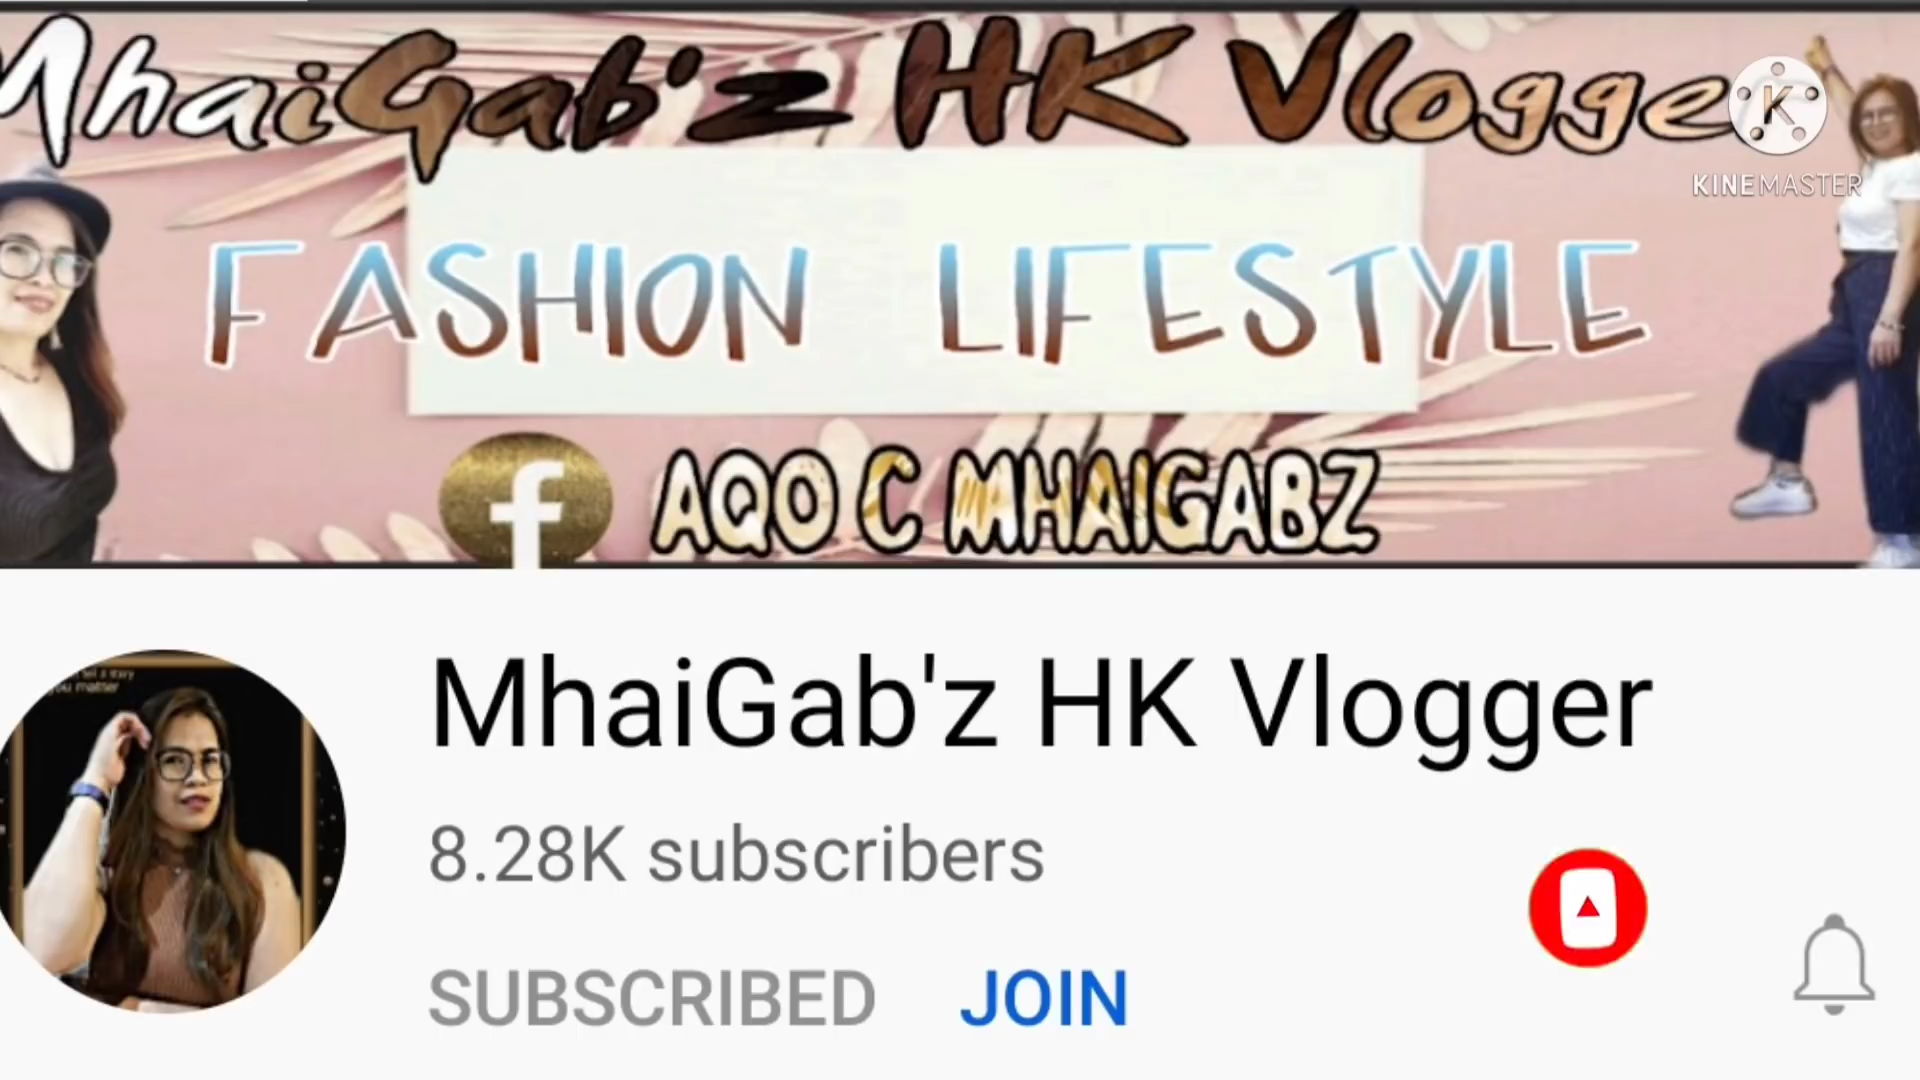 MhaiGab'z HK Vlogger
KINEMASTER
FASHION LIFESTYLE
f AQO C MHAIGABZ
MhaiGab'z HK Vlogger
8.28K subscribers
SUBSCRIBED JOIN